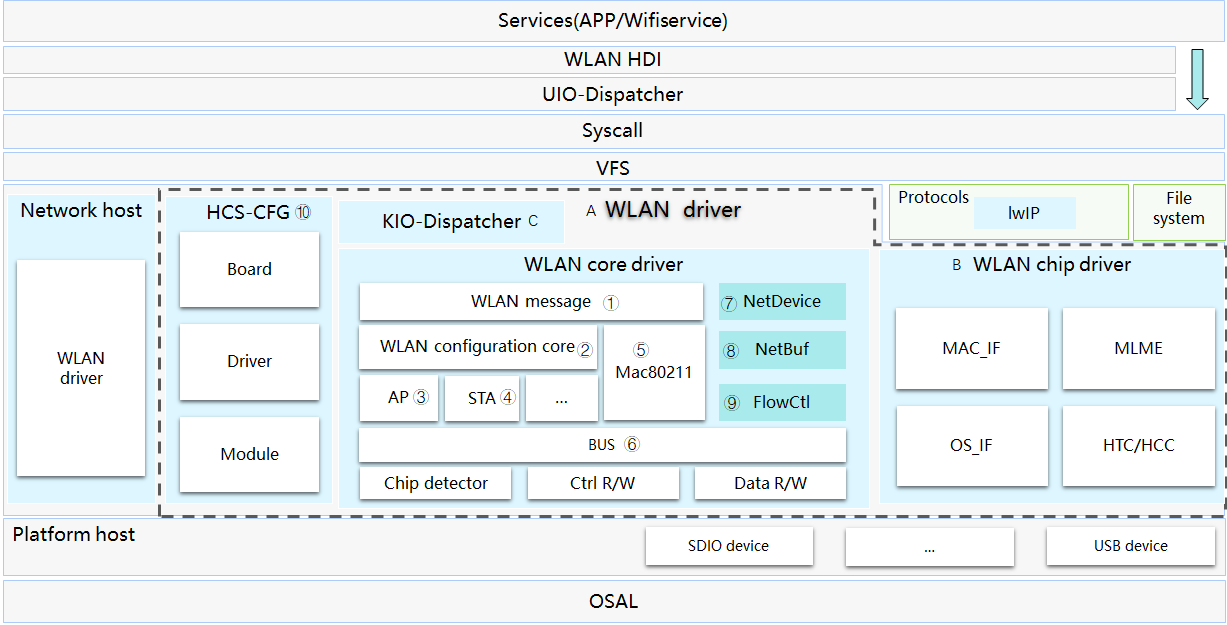 Services(APP/Wifiservice)
WLAN HDI
UIO-Dispatcher
Syscall
VFS
Network host
WLAN
driver
HCS-CFG ⑩
Board
Driver
Module
KIO-Dispatcher C
A WLAN driver
WLAN core driver
WLAN message ①
WLAN configuration core ②
AP ③
STA ④
...
⑤
Mac80211
⑦ NetDevice
⑧ NetBuf
⑨ FlowCtl
BUS ⑥
Chip detector
Ctrl R/W
Data R/W
Protocols
lwIP
File
system
B WLAN chip driver
MAC_IF
MLME
OS_IF
HTC/HCC
Platform host
SDIO device
...
USB device
OSAL